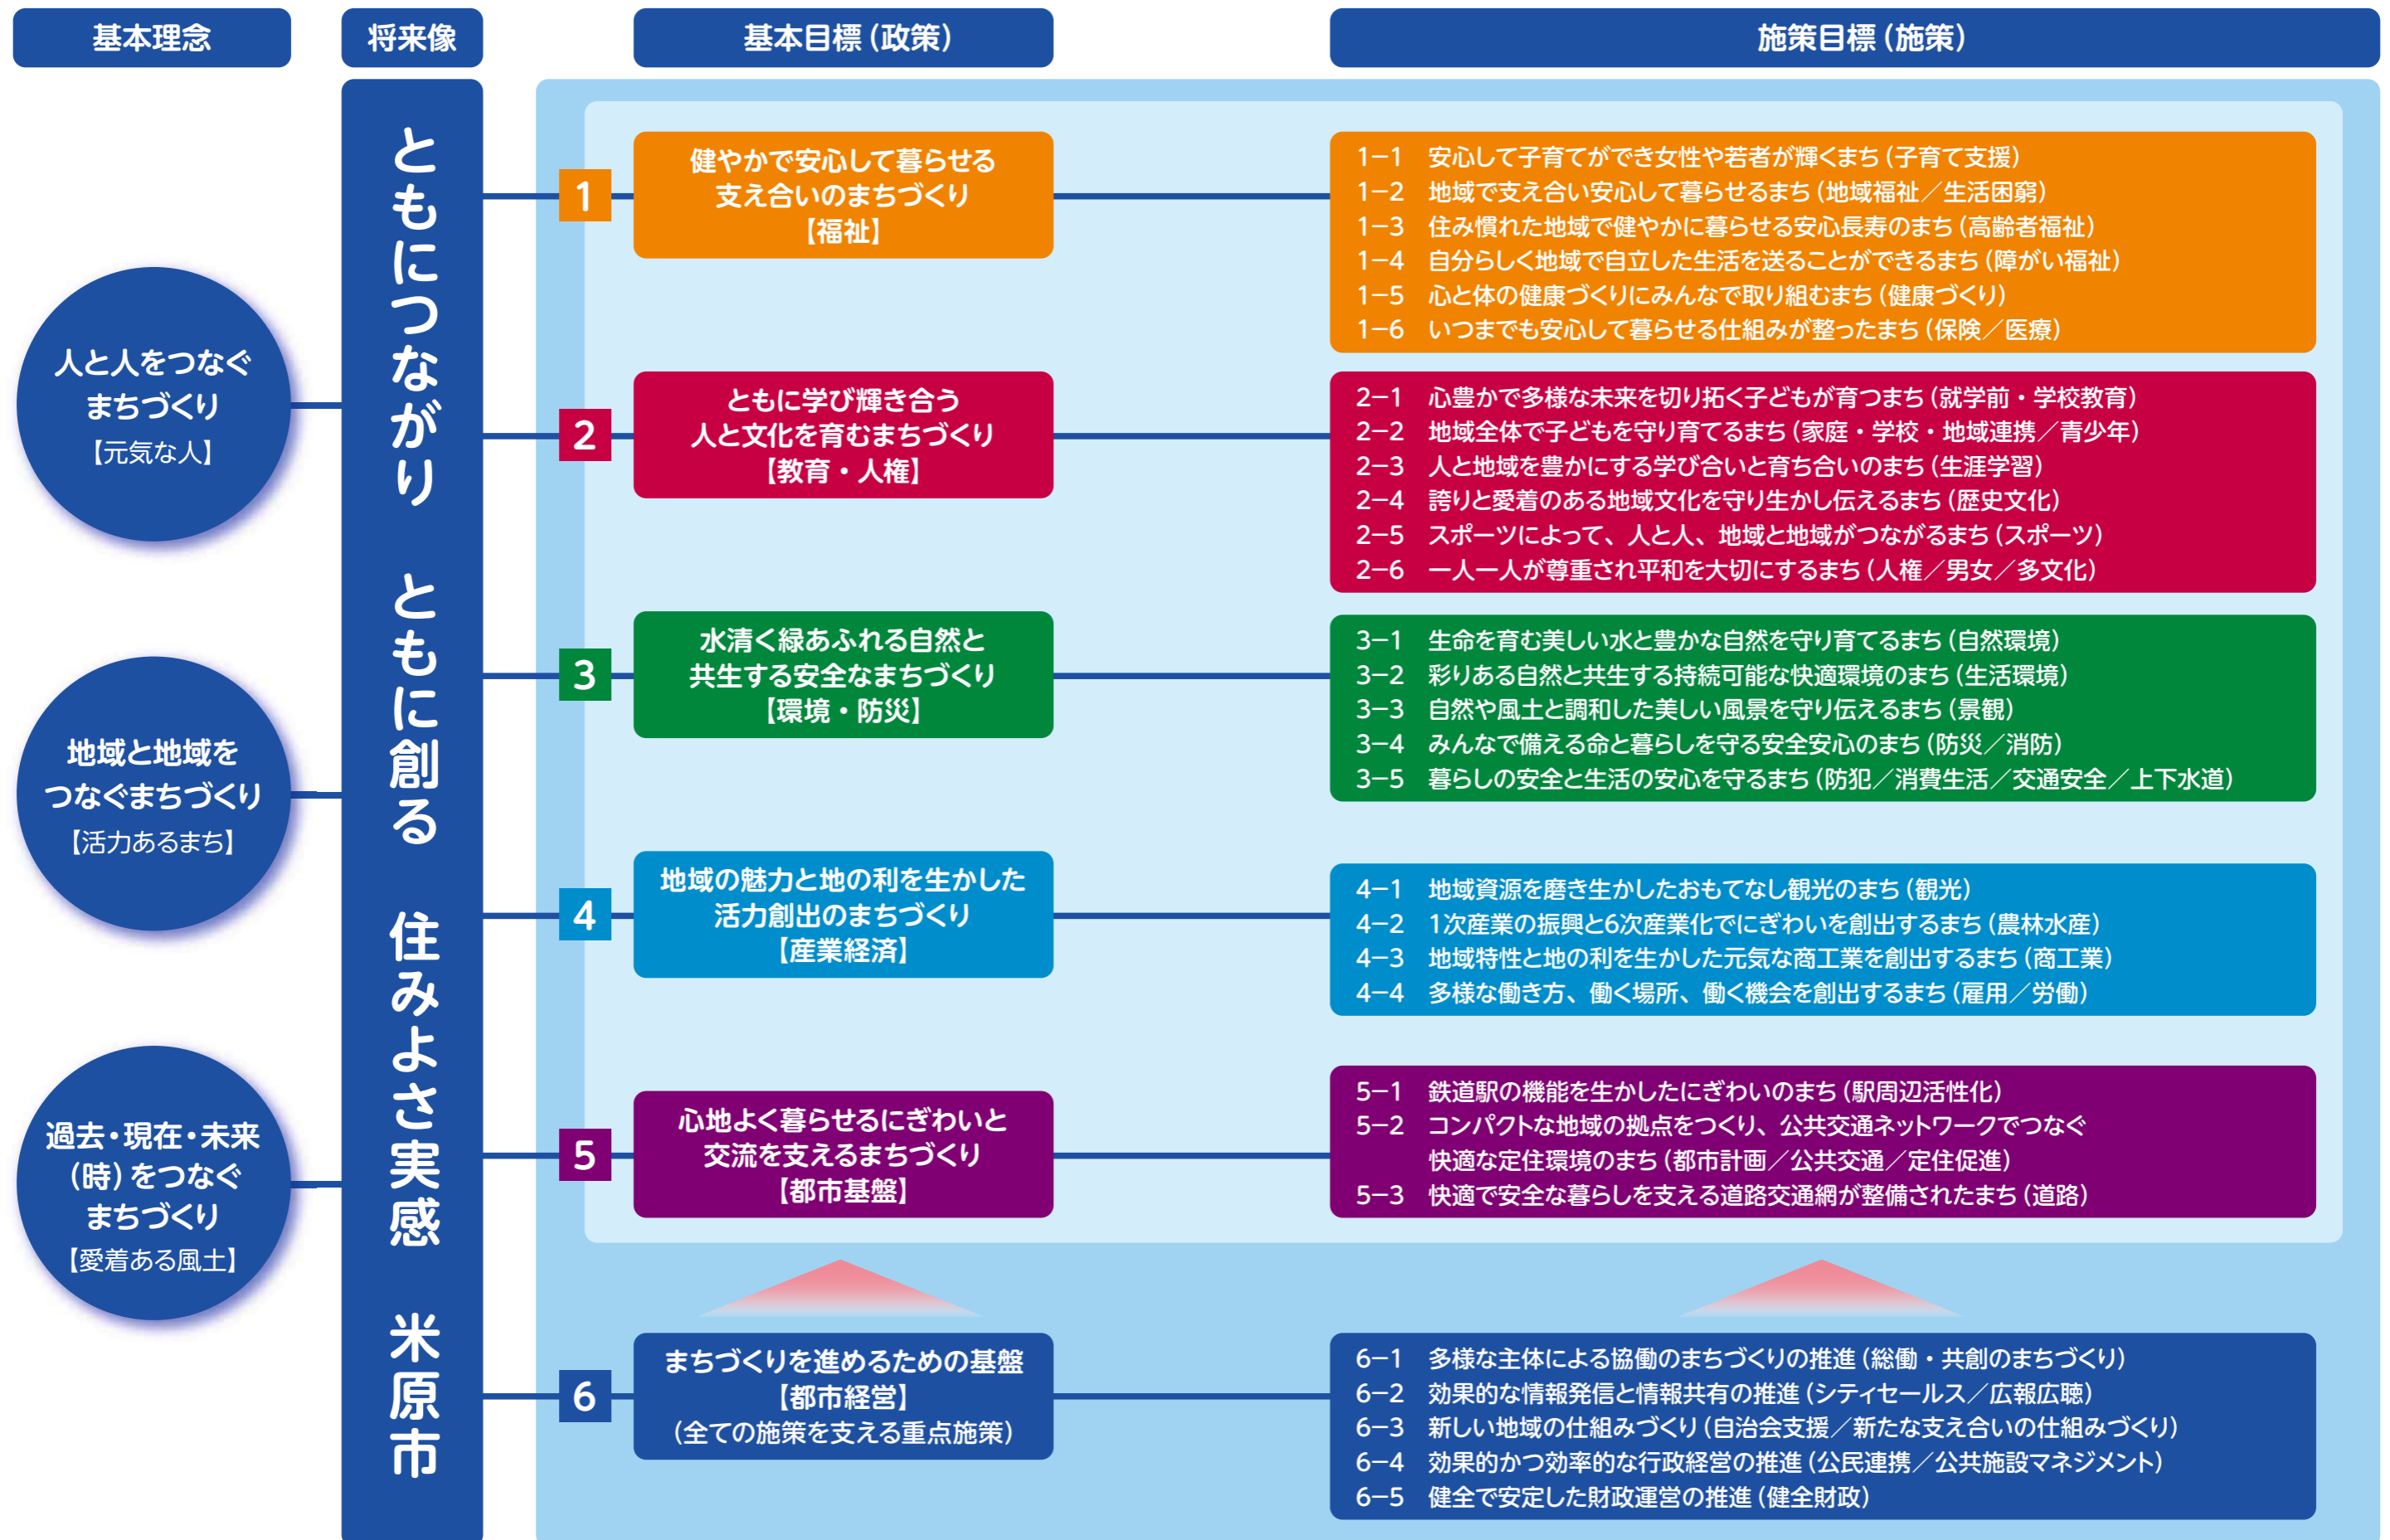 基本理念
将来像
基本目標（政策）
施策目標（施策）
人と人をつなぐ
まちづくり
【元気な人】
地域と地域を
つなぐまちづくり
【活力あるまち】
過去・現在・未来
（時）をつなぐ
まちづくり
【愛着ある風土】
ともにつながり　ともに創る　住みよさ実感　米原市
1
健やかで安心して暮らせる
支え合いのまちづくり
【福祉】
1－1　安心して子育てができ女性や若者が輝くまち（子育て支援）
1－2　地域で支え合い安心して暮らせるまち（地域福祉／生活困窮）
1－3　住み慣れた地域で健やかに暮らせる安心長寿のまち（高齢者福祉）
1－4　自分らしく地域で自立した生活を送ることができるまち（障がい福祉）
1－5　心と体の健康づくりにみんなで取り組むまち（健康づくり）
1－6　いつまでも安心して暮らせる仕組みが整ったまち（保険／医療）
2
ともに学び輝き合う
人と文化を育むまちづくり
【教育・人権】
2－1　心豊かで多様な未来を切り拓く子どもが育つまち（就学前・学校教育）
2－2　地域全体で子どもを守り育てるまち（家庭・学校・地域連携／青少年）
2－3　人と地域を豊かにする学び合いと育ち合いのまち（生涯学習）
2－4　誇りと愛着のある地域文化を守り生かし伝えるまち（歴史文化）
2－5　スポーツによって、人と人、地域と地域がつながるまち（スポーツ）
2－6　一人一人が尊重され平和を大切にするまち（人権／男女／多文化）
3
水清く緑あふれる自然と
共生する安全なまちづくり
【環境・防災】
3－1　生命を育む美しい水と豊かな自然を守り育てるまち（自然環境）
3－2　彩りある自然と共生する持続可能な快適環境のまち（生活環境）
3－3　自然や風土と調和した美しい風景を守り伝えるまち（景観）
3－4　みんなで備える命と暮らしを守る安全安心のまち（防災／消防）
3－5　暮らしの安全と生活の安心を守るまち（防犯／消費生活／交通安全／上下水道）
4
地域の魅力と地の利を生かした
活力創出のまちづくり
【産業経済】
4－1　地域資源を磨き生かしたおもてなし観光のまち（観光）
4－2　1次産業の振興と6次産業化でにぎわいを創出するまち（農林水産）
4－3　地域特性と地の利を生かした元気な商工業を創出するまち（商工業）
4－4　多様な働き方、働く場所、働く機会を創出するまち（雇用／労働）
5
心地よく暮らせるにぎわいと
交流を支えるまちづくり
【都市基盤】
5－1　鉄道駅の機能を生かしたにぎわいのまち（駅周辺活性化）
5－2　コンパクトな地域の拠点をつくり、公共交通ネットワークでつなぐ
快適な定住環境のまち（都市計画／公共交通／定住促進）
5－3　快適で安全な暮らしを支える道路交通網が整備されたまち（道路）
6
まちづくりを進めるための基盤
【都市経営】
（全ての施策を支える重点施策）
6－1　多様な主体による協働のまちづくりの推進（総働・共創のまちづくり）
6－2　効果的な情報発信と情報共有の推進（シティセールス／広報広聴）
6－3　新しい地域の仕組みづくり（自治会支援／新たな支え合いの仕組みづくり）
6－4　効果的かつ効率的な行政経営の推進（公民連携／公共施設マネジメント）
6－5　健全で安定した財政運営の推進（健全財政）